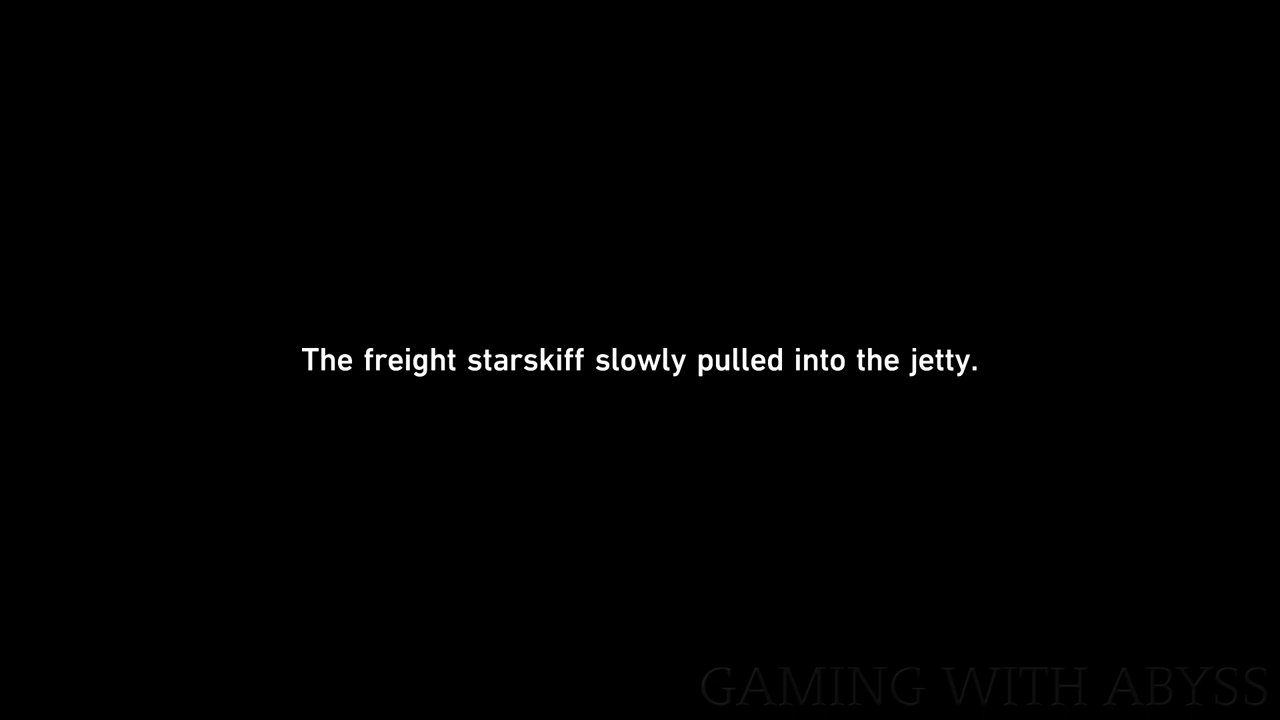 The freight starskiff slowly pulled into the jetty.
GAMING WITH ABYSS